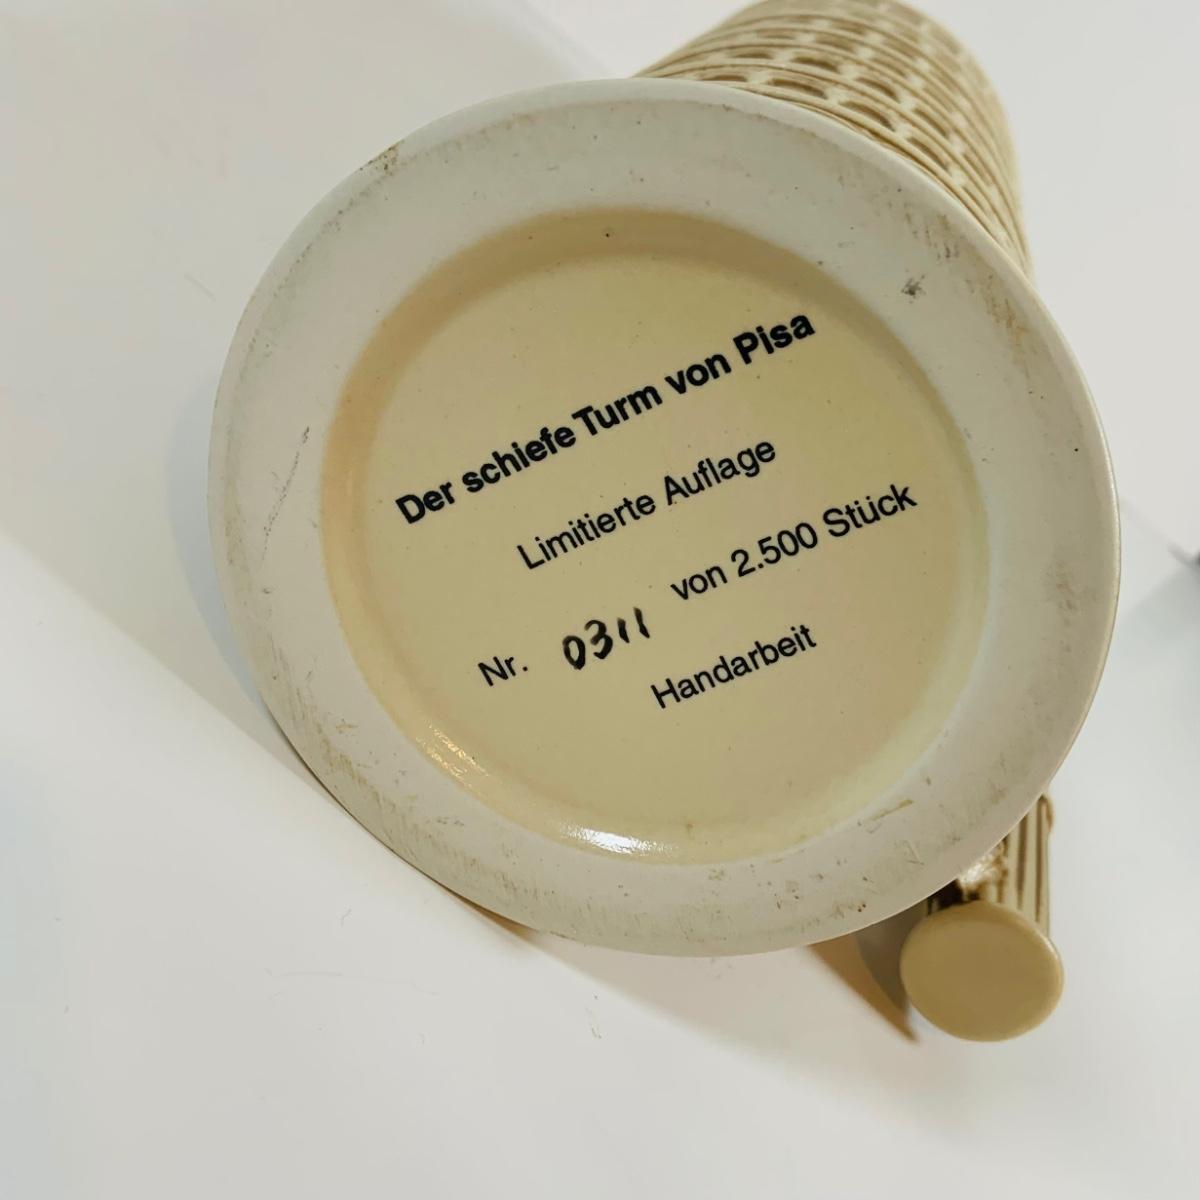 Der schiefe Turm von Pisa
Limitierte Auflage
Nr. 0311 von 2.500 Stück
Handarbeit